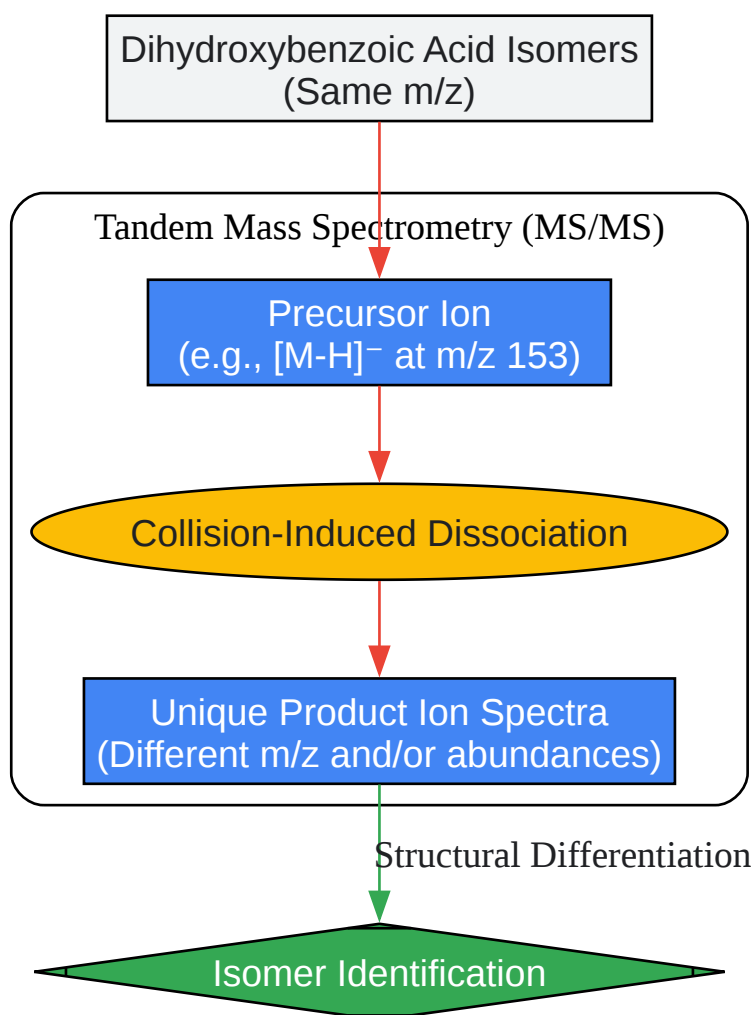 Dihydroxybenzoic Acid Isomers
(Same m/z)
Tandem Mass Spectrometry (MS/MS)
Precursor Ion
(e.g., [M-H]⁻ at m/z 153)
Collision-Induced Dissociation
Unique Product Ion Spectra
(Different m/z and/or abundances)
Structural Differentiation
Isomer Identification